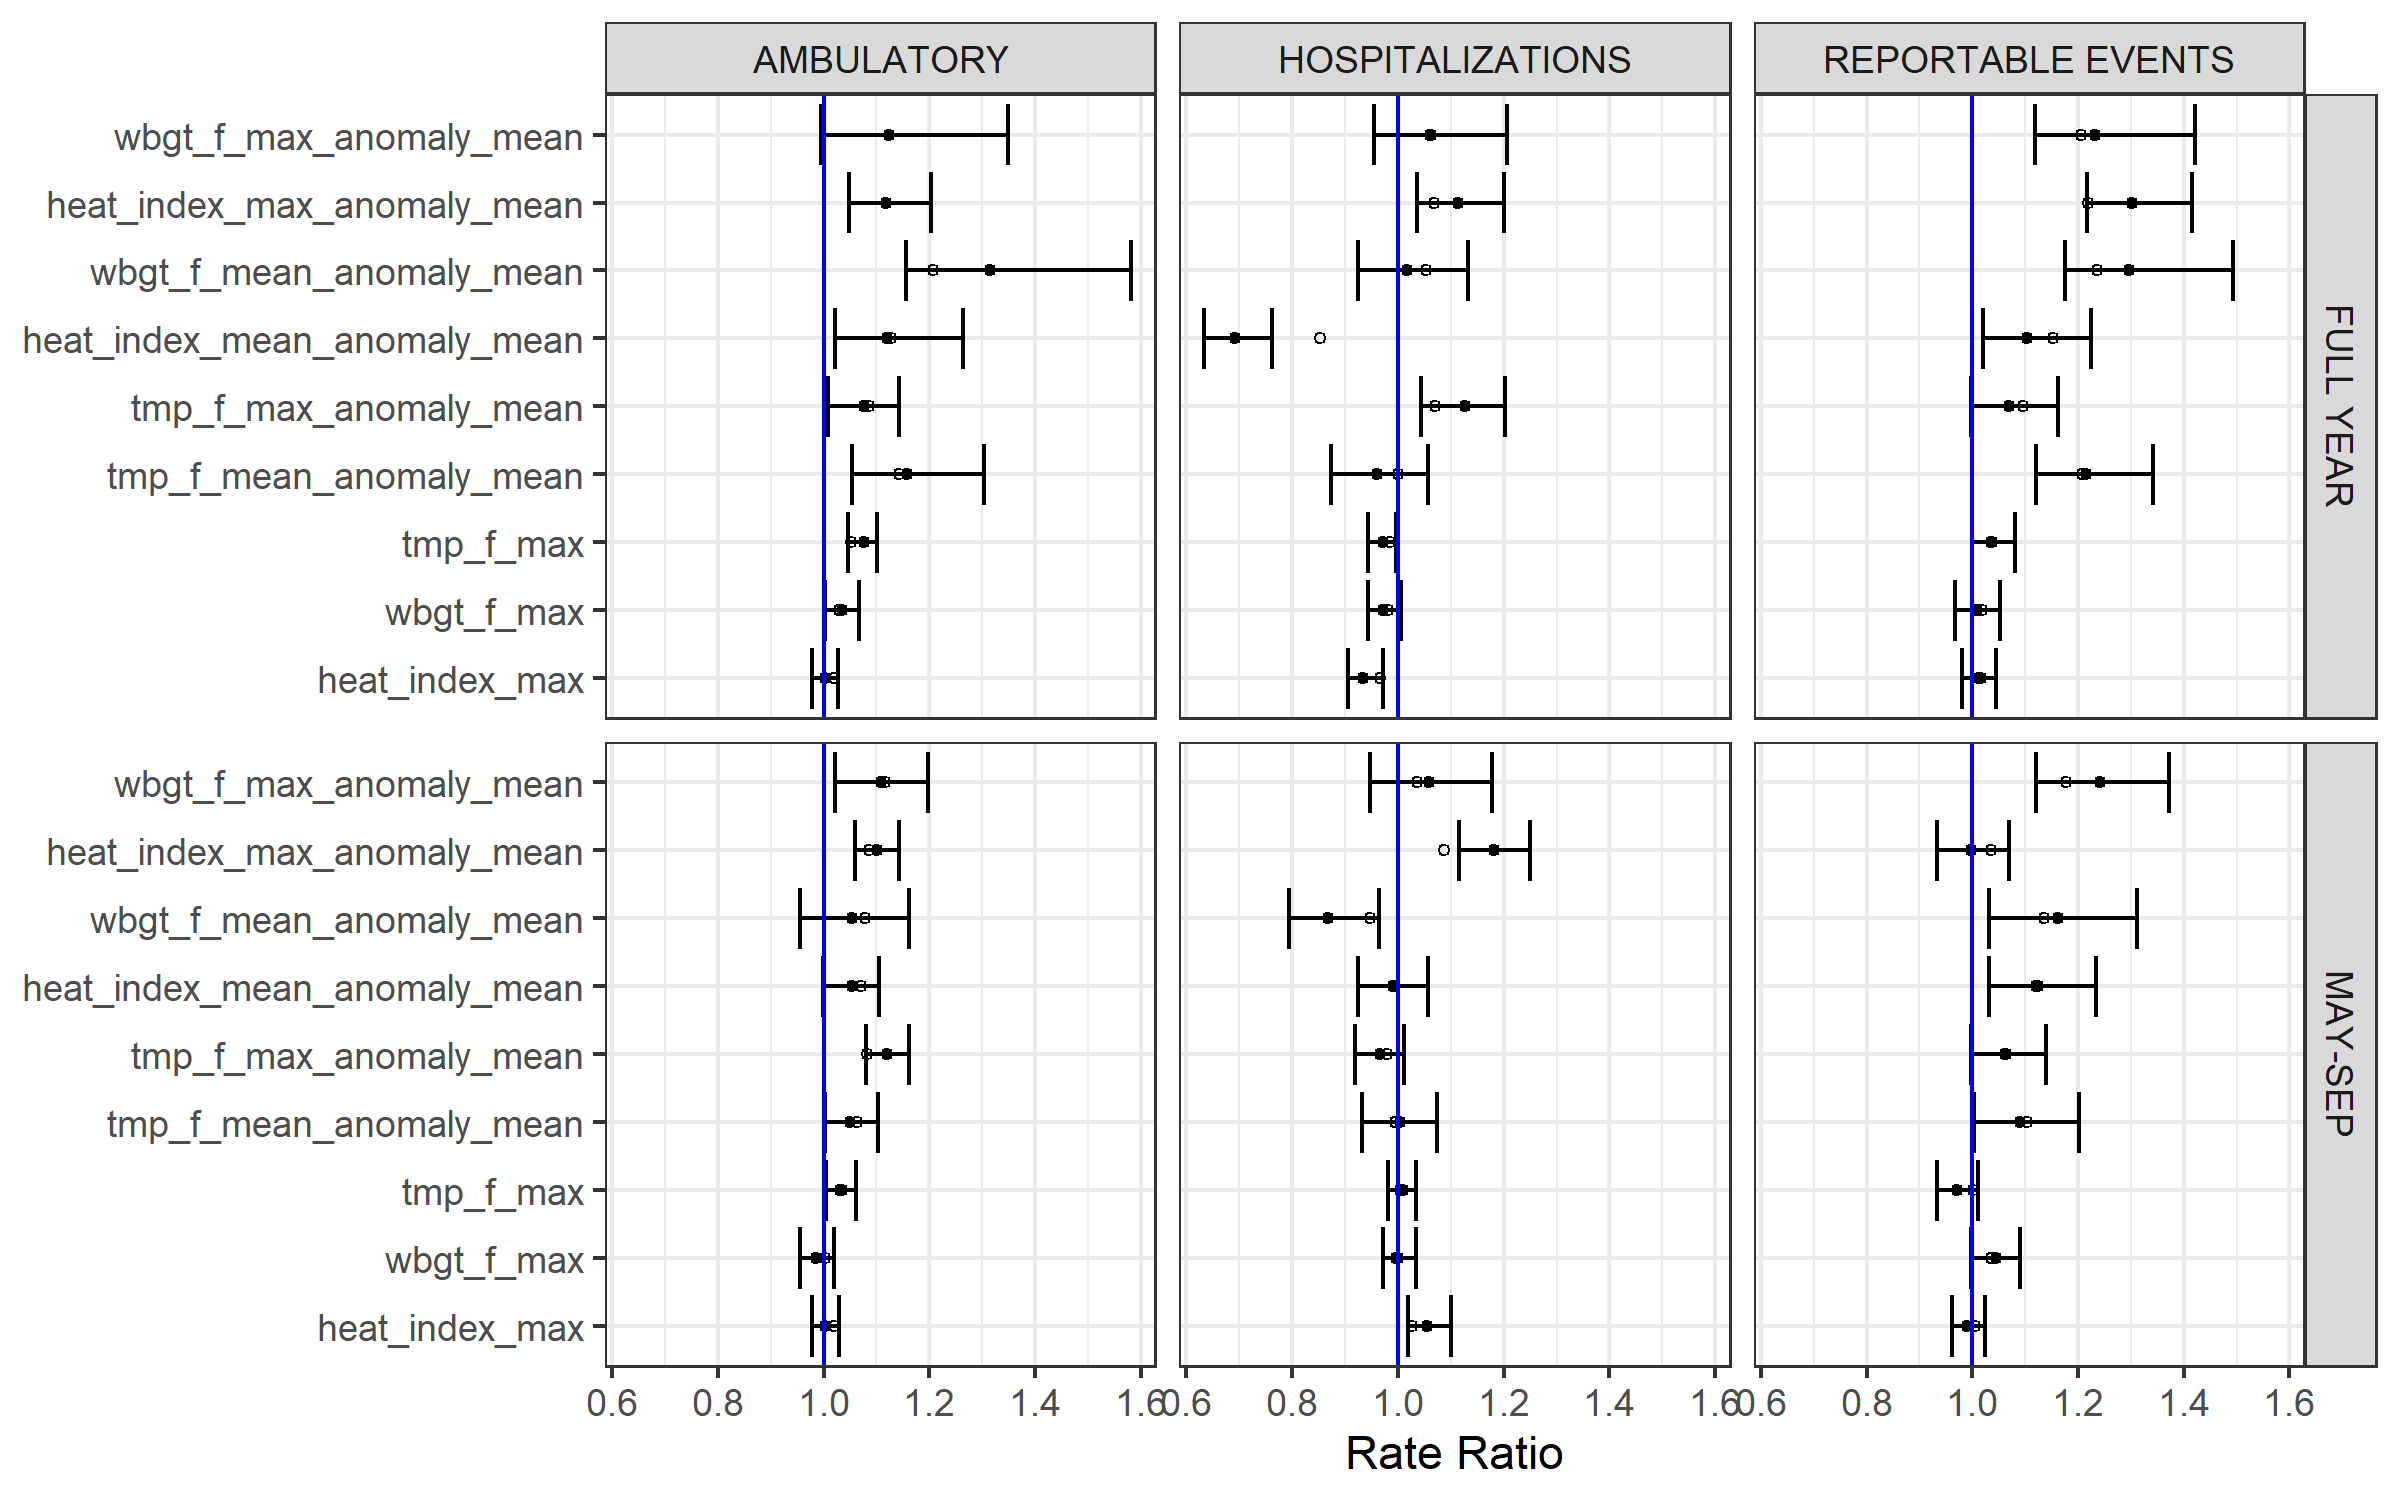 AMBULATORY HOSPITALIZATIONS REPORTABLE EVENTS
wbgt_f_max_anomaly_mean
heat_index_max_anomaly_mean
wbgt_f_mean_anomaly_mean
heat_index_mean_anomaly_mean
tmp_f_max_anomaly_mean
tmp_f_mean_anomaly_mean
tmp_f_max
wbgt_f_max
heat_index_max
FULL YEAR
wbgt_f_max_anomaly_mean
heat_index_max_anomaly_mean
wbgt_f_mean_anomaly_mean
heat_index_mean_anomaly_mean
tmp_f_max_anomaly_mean
tmp_f_mean_anomaly_mean
tmp_f_max
wbgt_f_max
heat_index_max
MAY-SEP
0.6 0.8 1.0 1.2 1.4 1.6 0.6 0.8 1.0 1.2 1.4 1.6 0.6 0.8 1.0 1.2 1.4 1.6
Rate Ratio